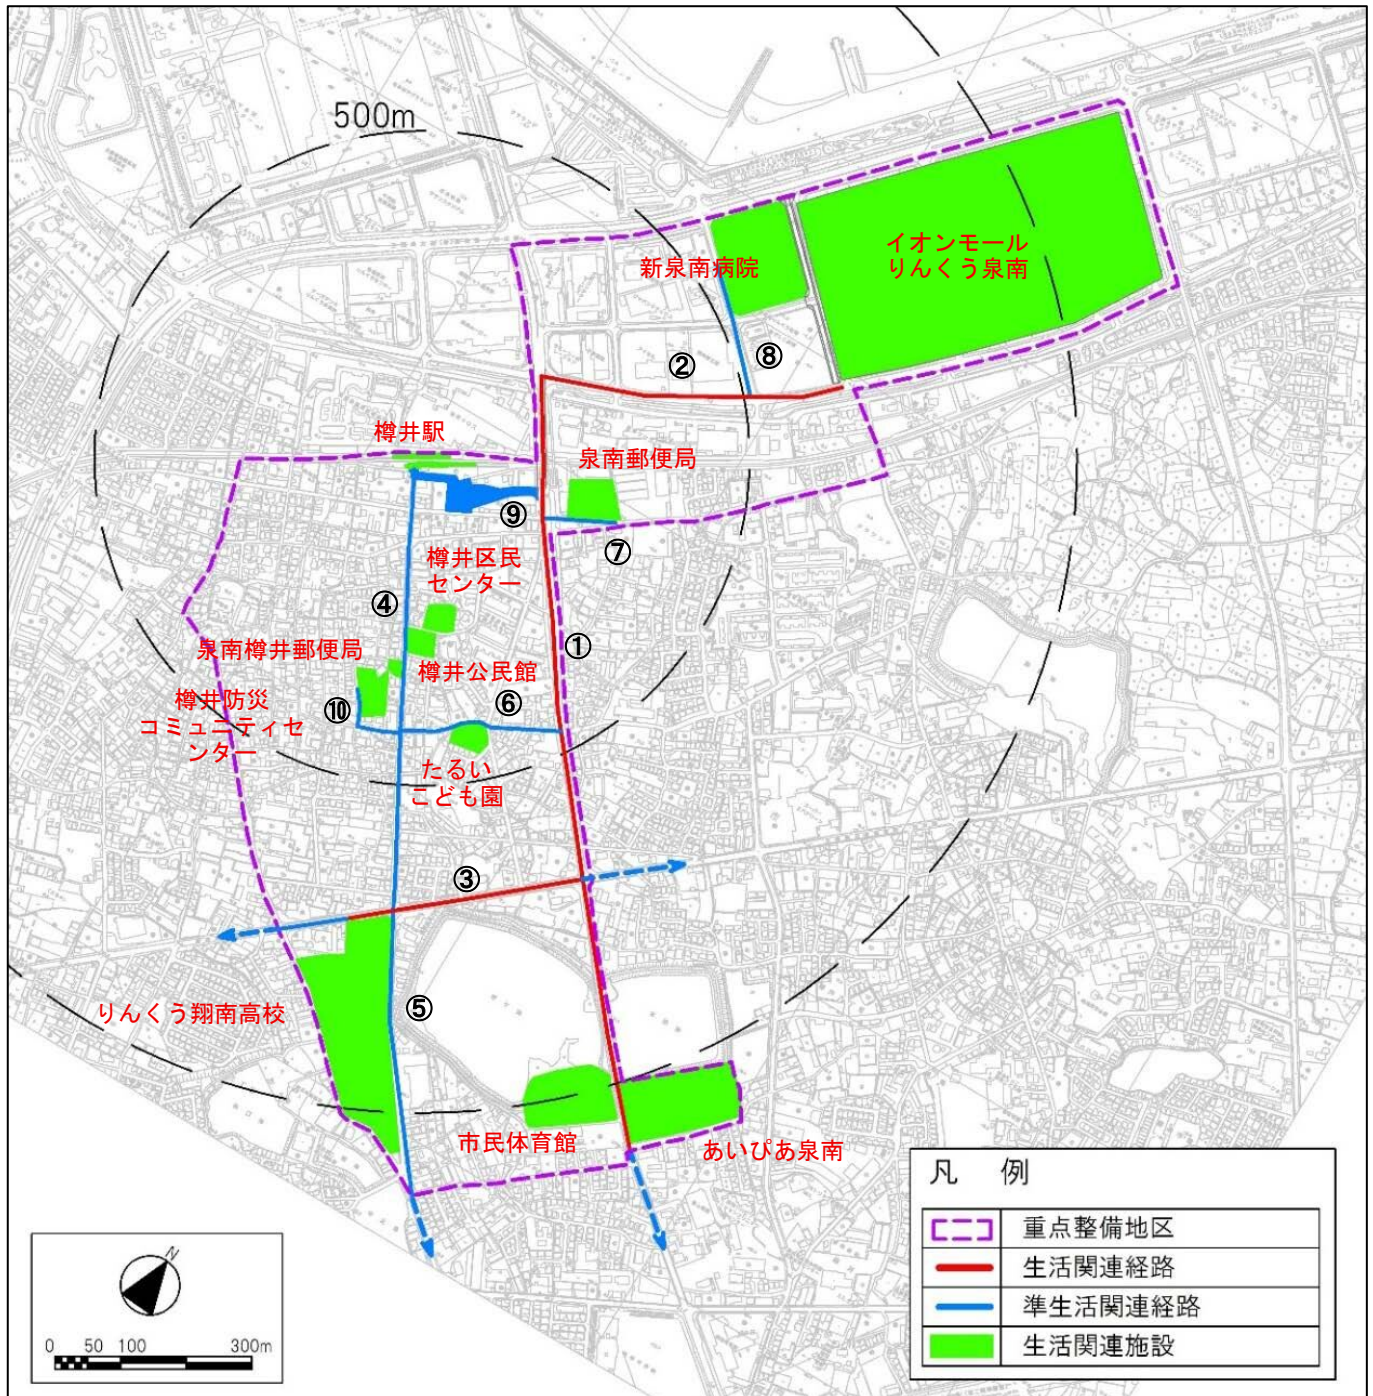 500m
イオンモール
りんくう泉南
新泉南病院
②
⑧
樽井駅
泉南郵便局
⑨
⑦
樽井区民
センター
④
①
泉南樽井郵便局
樽井公民館
樽井防災
コミュニティセ
ンター
⑩
⑥
たるい
こども園
③
りんくう翔南高校
⑤
市民体育館
あいぴあ泉南
凡 例
重点整備地区
生活関連経路
準生活関連経路
生活関連施設
N
0 50 100 300m